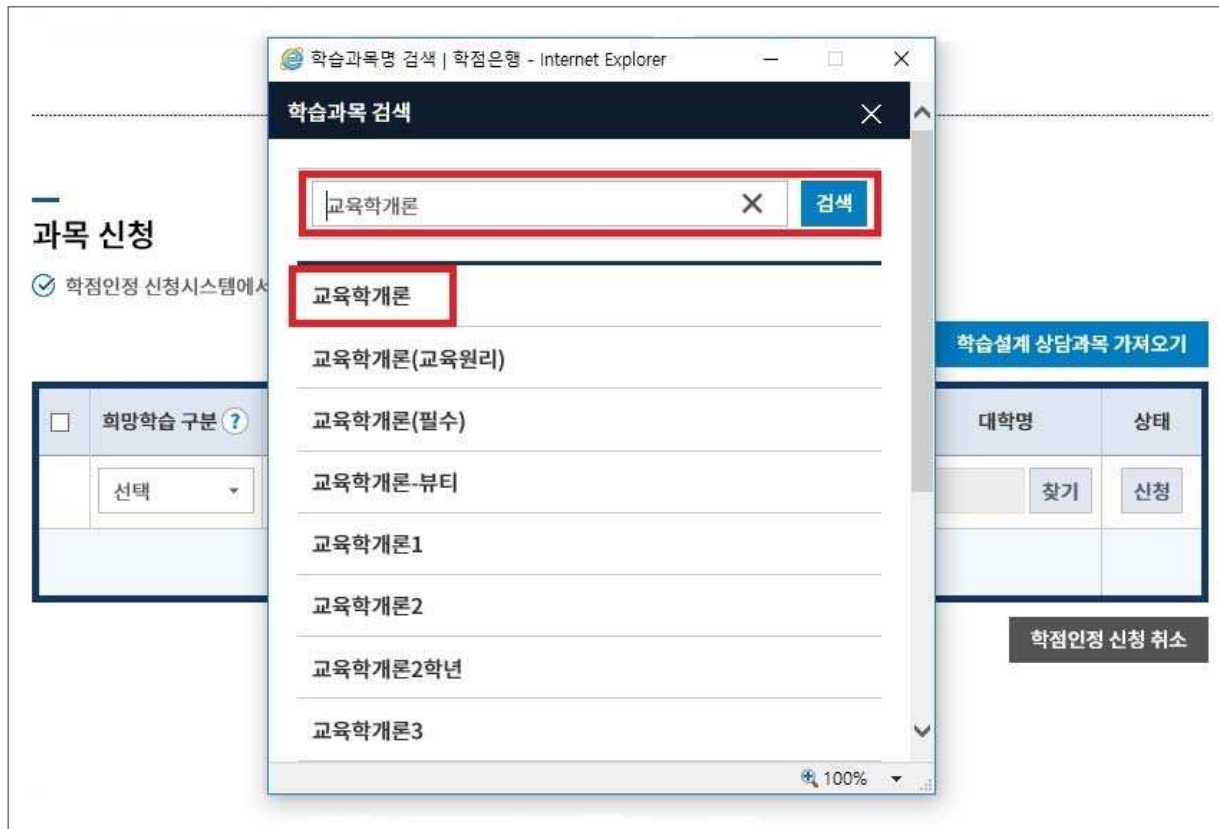 학습과목명 검색 | 학점은행 - Internet Explorer
학습과목 검색
교육학개론
검색
과목 신청
학점인정 신청시스템에서
교육학개론
교육학개론(교육원리)
학습설계 상담과목 가져오기
희망학습 구분 ?
교육학개론(필수)
대학명
상태
선택
교육학개론-뷰티
찾기
신청
교육학개론1
교육학개론2
학점인정 신청 취소
교육학개론2학년
교육학개론3
100%